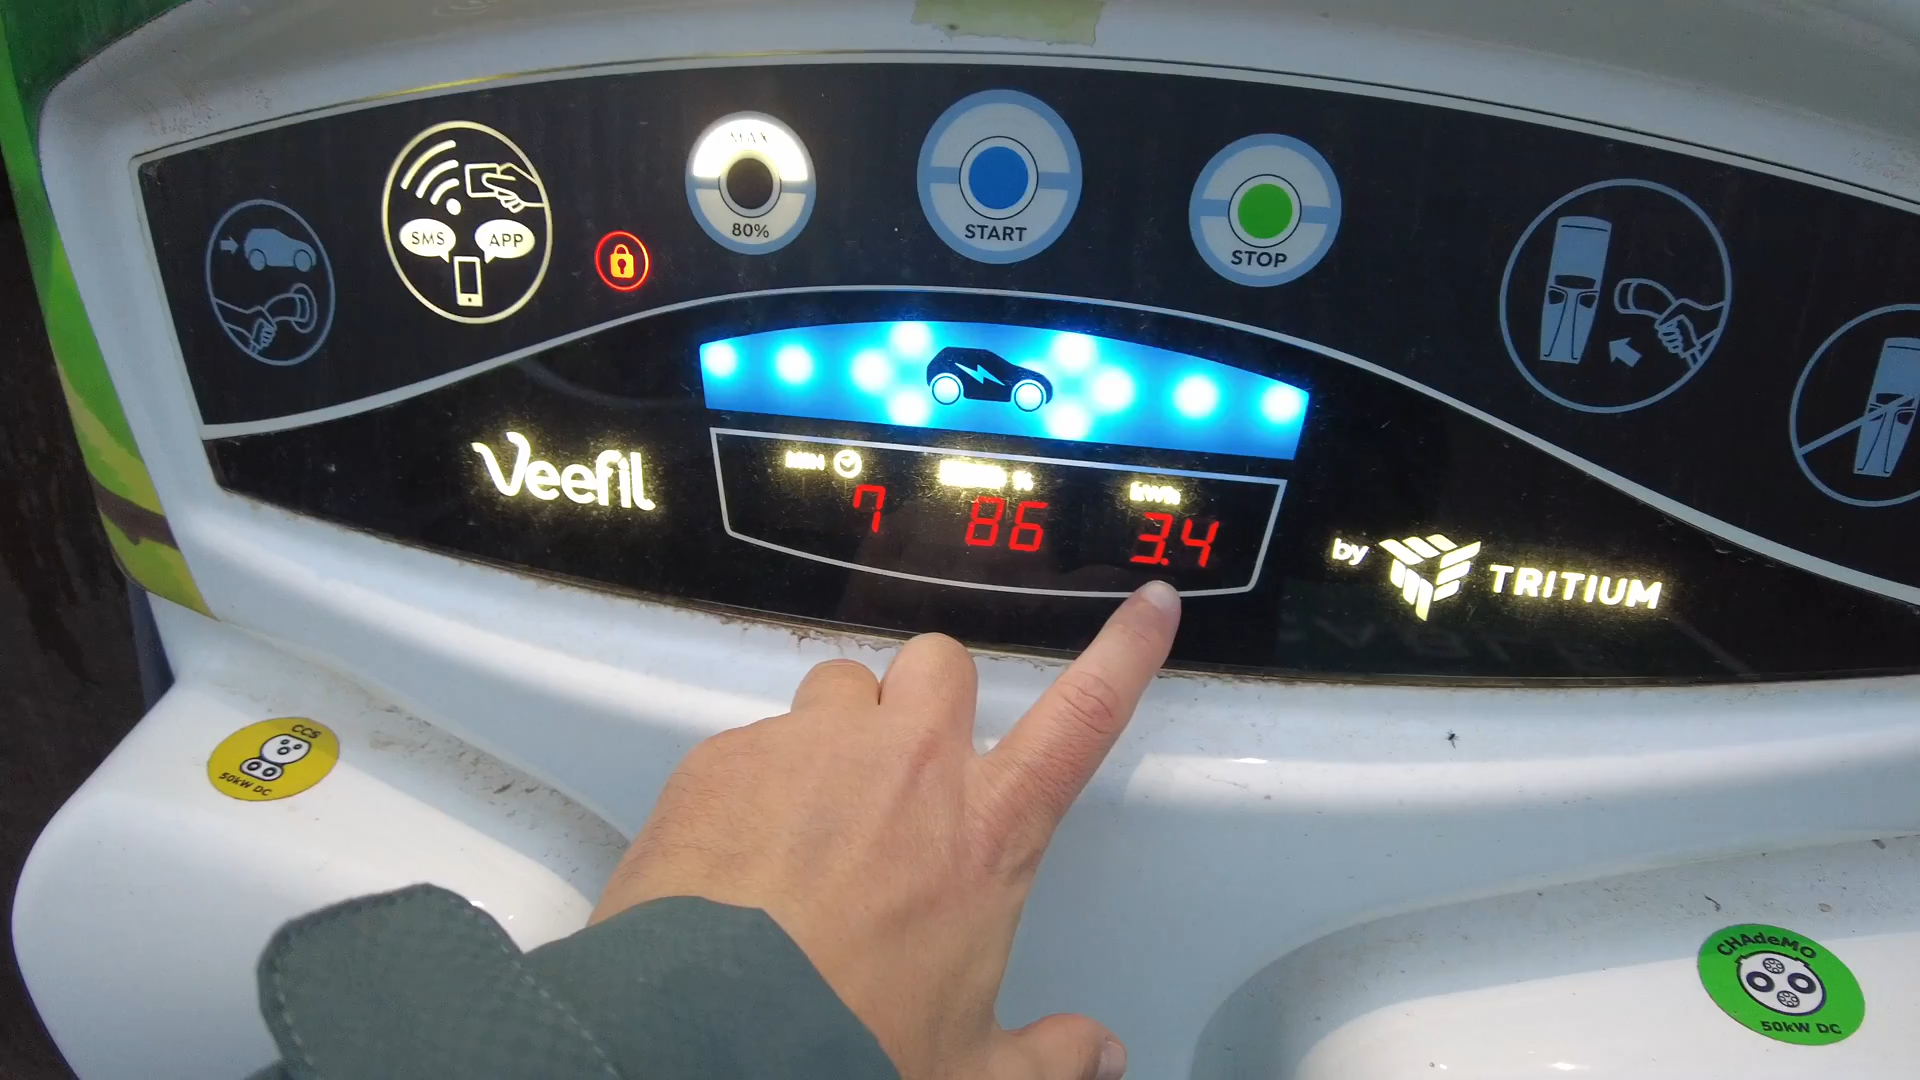 MAX
80%
START
STOP
SMS
APP
MIN
%
kWh
7
86
3.4
Veefil
by
TRITIUM
CCS
50kW DC
CHAdeMO
50kW DC